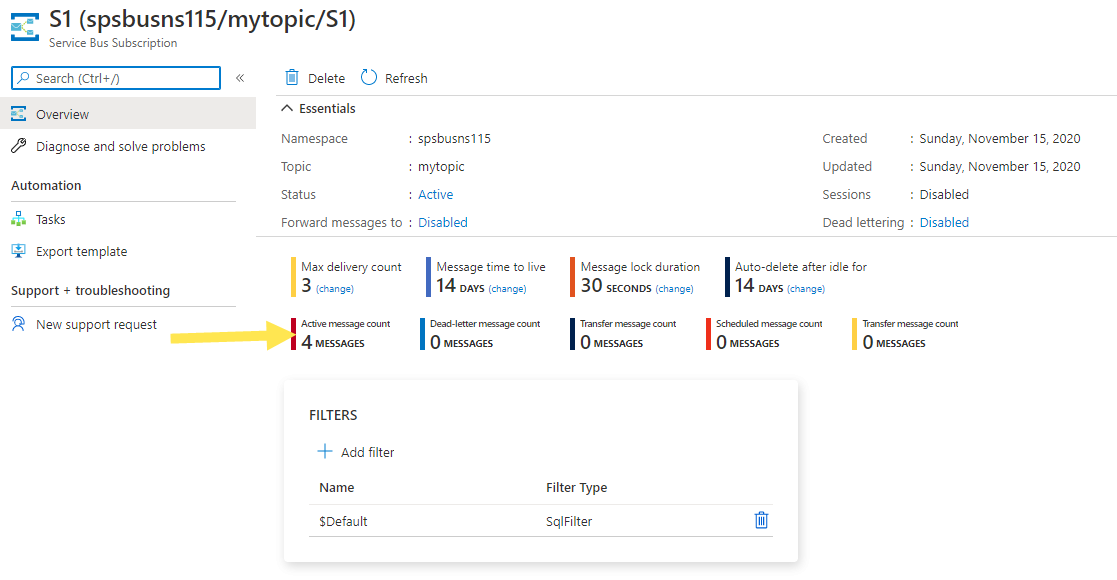 S1 (spsbusns115/mytopic/S1)
Service Bus Subscription
Search (Ctrl+/)
«
Overview
Diagnose and solve problems
Automation
Tasks
Export template
Support + troubleshooting
New support request
Delete
Refresh
Essentials
Namespace : spsbusns115
Topic : mytopic
Status : Active
Forward messages to : Disabled
Created : Sunday, November 15, 2020
Updated : Sunday, November 15, 2020
Sessions : Disabled
Dead lettering : Disabled
Max delivery count
3 (change)
Message time to live
14 DAYS (change)
Message lock duration
30 SECONDS (change)
Auto-delete after idle for
14 DAYS (change)
Active message count
4 MESSAGES
Dead-letter message count
0 MESSAGES
Transfer message count
0 MESSAGES
Scheduled message count
0 MESSAGES
Transfer message count
0 MESSAGES
FILTERS
Add filter
Name Filter Type
$Default SqlFilter